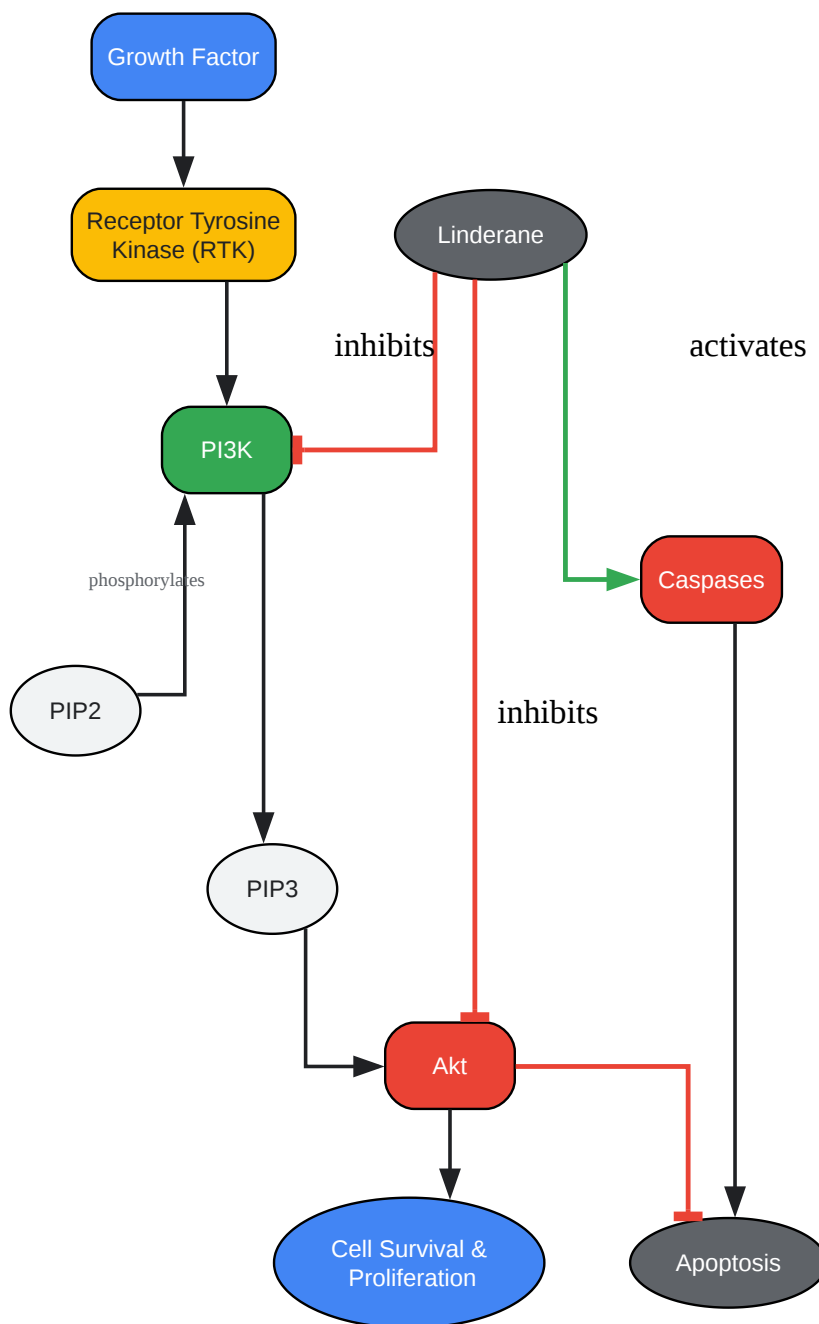 Growth Factor
Receptor Tyrosine
Kinase (RTK)
Linderane
inhibits
activates
PI3K
phosphorylates
Caspases
PIP2
inhibits
PIP3
Akt
Cell Survival &
Proliferation
Apoptosis